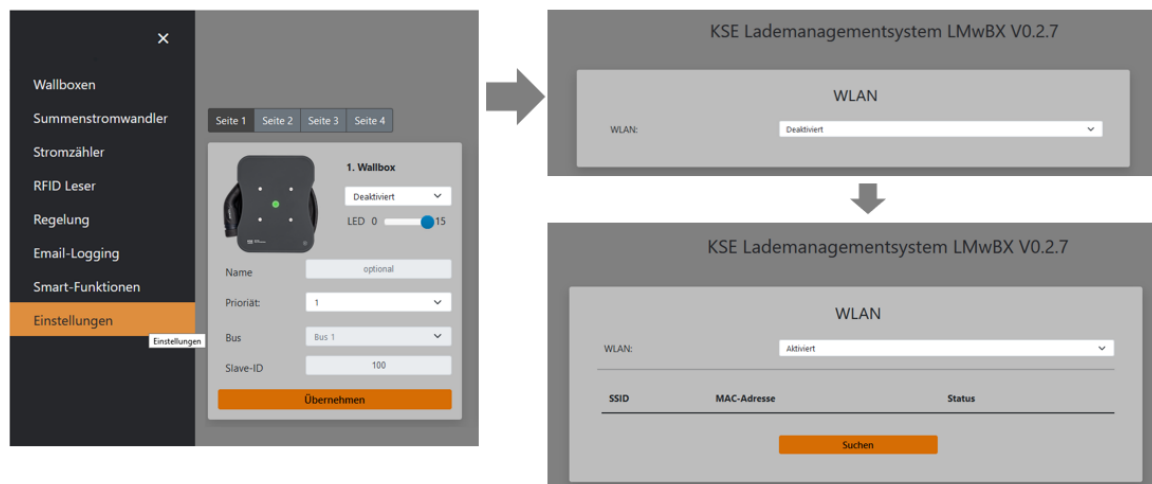 ×
Wallboxen
Summenstromwandler
Stromzähler
RFID Leser
Regelung
Email-Logging
Smart-Funktionen
Einstellungen
Einstellungen
Seite 1 Seite 2 Seite 3 Seite 4
1. Wallbox
Deaktiviert
LED 0 15
Name optional
Prioriät: 1
Bus Bus 1
Slave-ID 100
Übernehmen
KSE Lademanagementsystem LMwBX V0.2.7
WLAN
WLAN: Deaktiviert
KSE Lademanagementsystem LMwBX V0.2.7
WLAN
WLAN: Aktiviert
SSID MAC-Adresse Status
Suchen